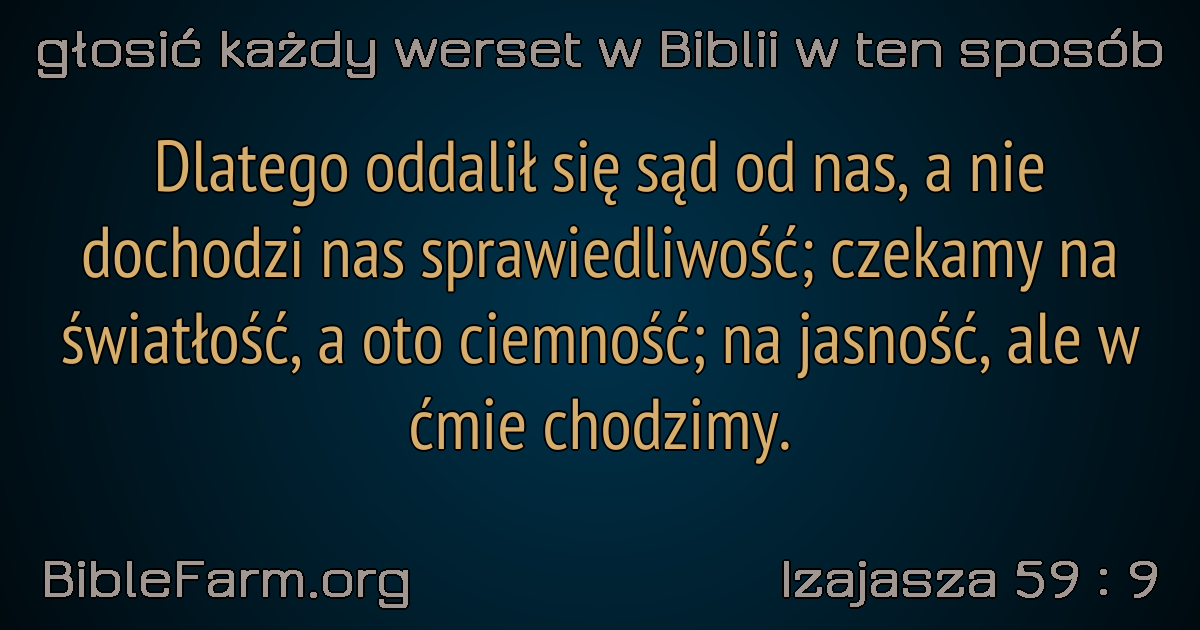 głosić każdy werset w Biblii w ten sposób
Dlatego oddalił się sąd od nas, a nie
dochodzi nas sprawiedliwość; czekamy na
światłość, a oto ciemność; na jasność, ale w
ćmie chodzimy.
BibleFarm.org
Izajasza 59 : 9